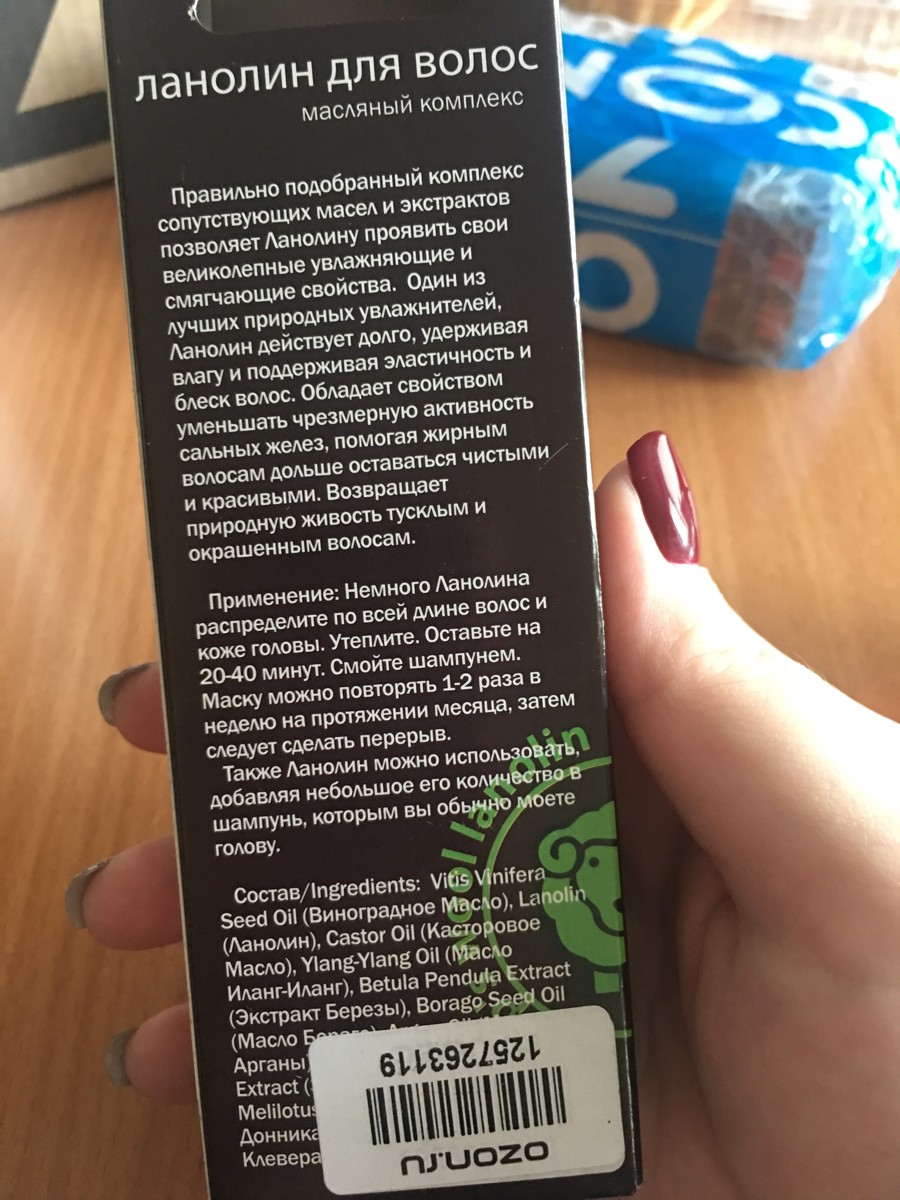 ланолин для волос
масляный комплекс
Правильно подобранный комплекс
сопутствующих масел и экстрактов
позволяет Ланолину проявить свои
великолепные увлажняющие и
смягчающие свойства. Один из
лучших природных увлажнителей,
Ланолин действует долго, удерживая
влагу и поддерживая эластичность и
блеск волос. Обладает свойством
уменьшать чрезмерную активность
сальных желез, помогая жирным
волосам дольше оставаться чистыми
и красивыми. Возвращает
природную живость тусклым и
окрашенным волосам.
Применение: Немного Ланолина
распределите по всей длине волос и
коже головы. Утеплите. Оставьте на
20-40 минут. Смойте шампунем.
Маску можно повторять 1-2 раза в
неделю на протяжении месяца, затем
следует сделать перерыв.
Также Ланолин можно использовать,
добавляя небольшое его количество в
шампунь, которым вы обычно моете
голову.
Состав/Ingredients: Vitis Vinifera
Seed Oil (Виноградное Масло), Lanolin
(Ланолин), Castor Oil (Касторовое
Масло), Ylang-Ylang Oil (Масло
Иланг-Иланг), Betula Pendula Extract
(Экстракт Березы), Borago Seed Oil
(Масло
Арганы)
Extract
Melilotus
Донника
Клевера
wool lanolin
1257263119
ozon.ru